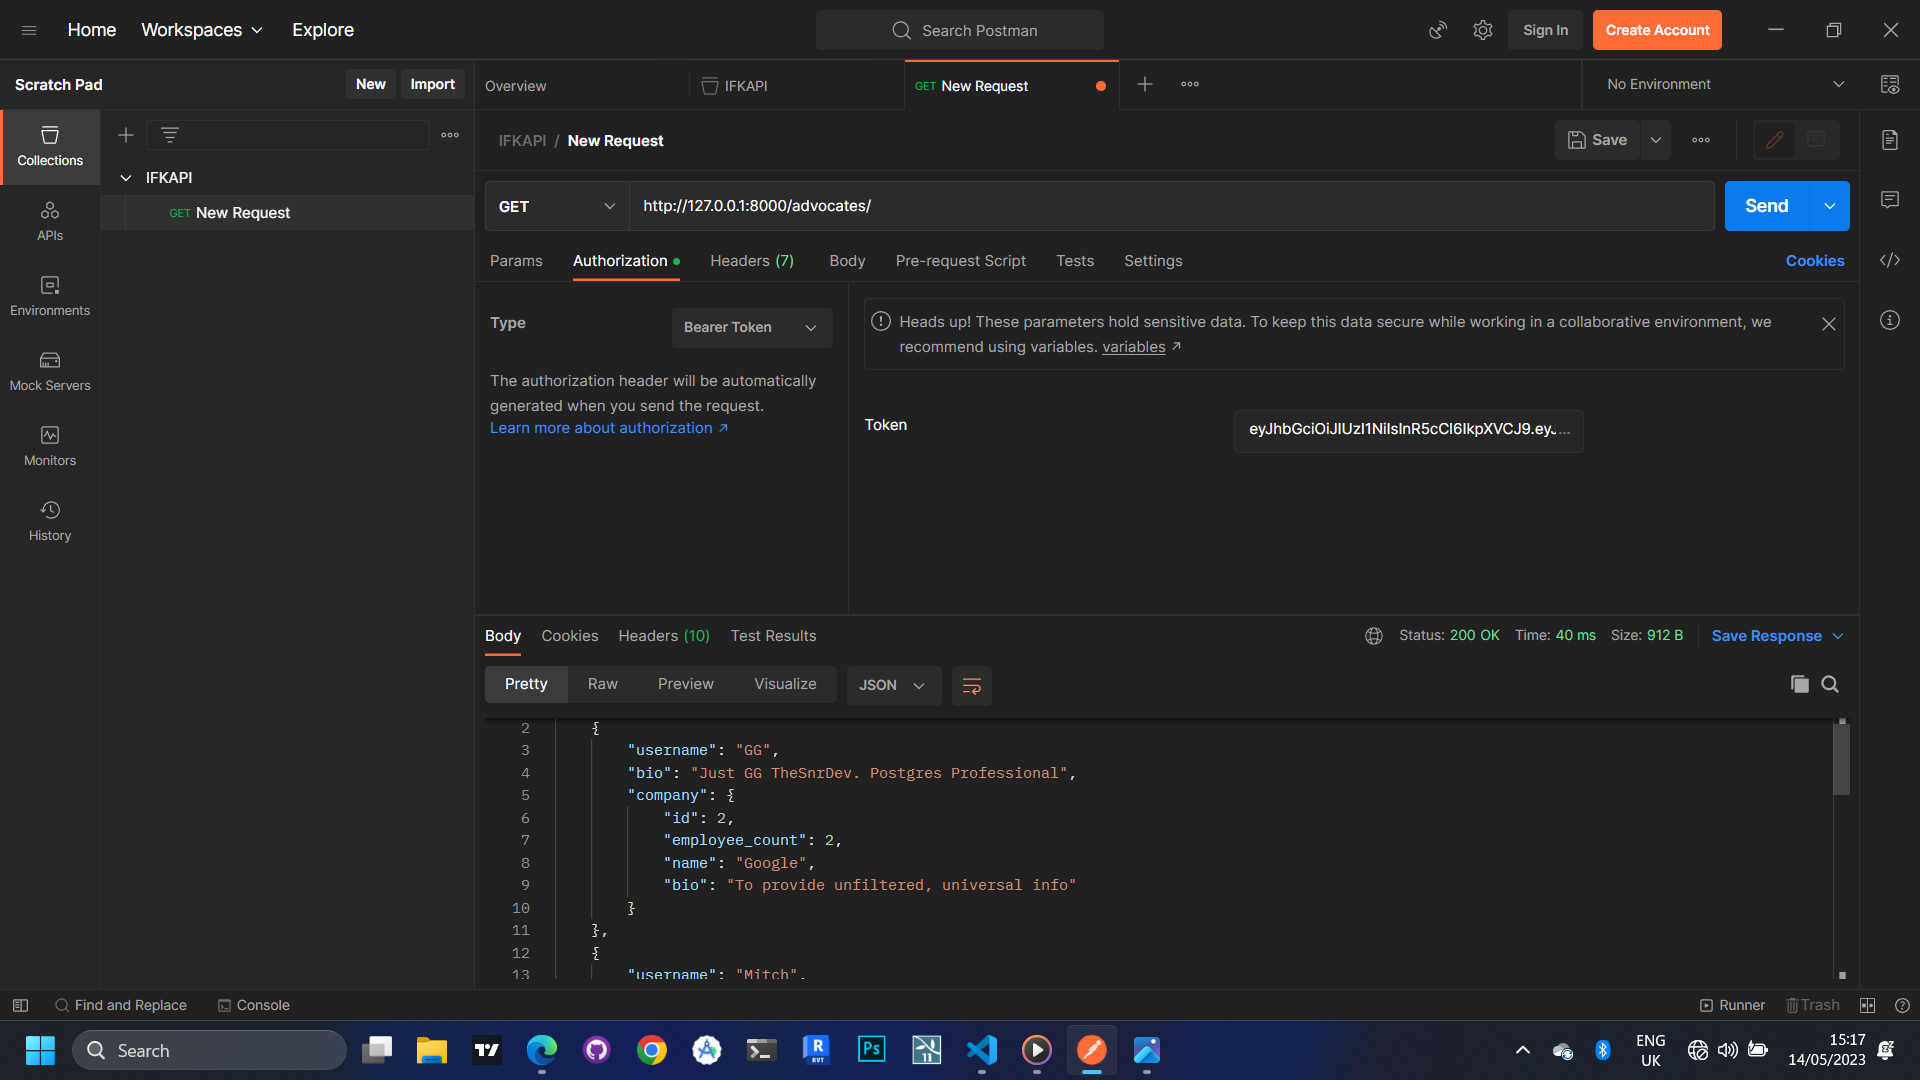 Home Workspaces Explore Search Postman Sign In Create Account
Scratch Pad New Import Overview IFKAPI GET New Request No Environment
IFKAPI / New Request Save
Collections
IFKAPI
GET New Request
GET http://127.0.0.1:8000/advocates/ Send
APIs
Params Authorization Headers (7) Body Pre-request Script Tests Settings Cookies
Environments
Type Bearer Token
Heads up! These parameters hold sensitive data. To keep this data secure while working in a collaborative environment, we
recommend using variables. variables
Mock Servers
The authorization header will be automatically
generated when you send the request.
Learn more about authorization
Token eyJhbGciOiJIUzI1NiIsInR5cCI6IkpXVCJ9.eyJ...
Monitors
History
Body Cookies Headers (10) Test Results Status: 200 OK Time: 40 ms Size: 912 B Save Response
Pretty Raw Preview Visualize JSON
2 {
3 "username": "GG",
4 "bio": "Just GG TheSnrDev. Postgres Professional",
5 "company": {
6 "id": 2,
7 "employee_count": 2,
8 "name": "Google",
9 "bio": "To provide unfiltered, universal info"
10 }
11 },
12 {
13 "username": "Mitch",
Find and Replace Console Runner Trash
Search ENG
UK
15:17
14/05/2023